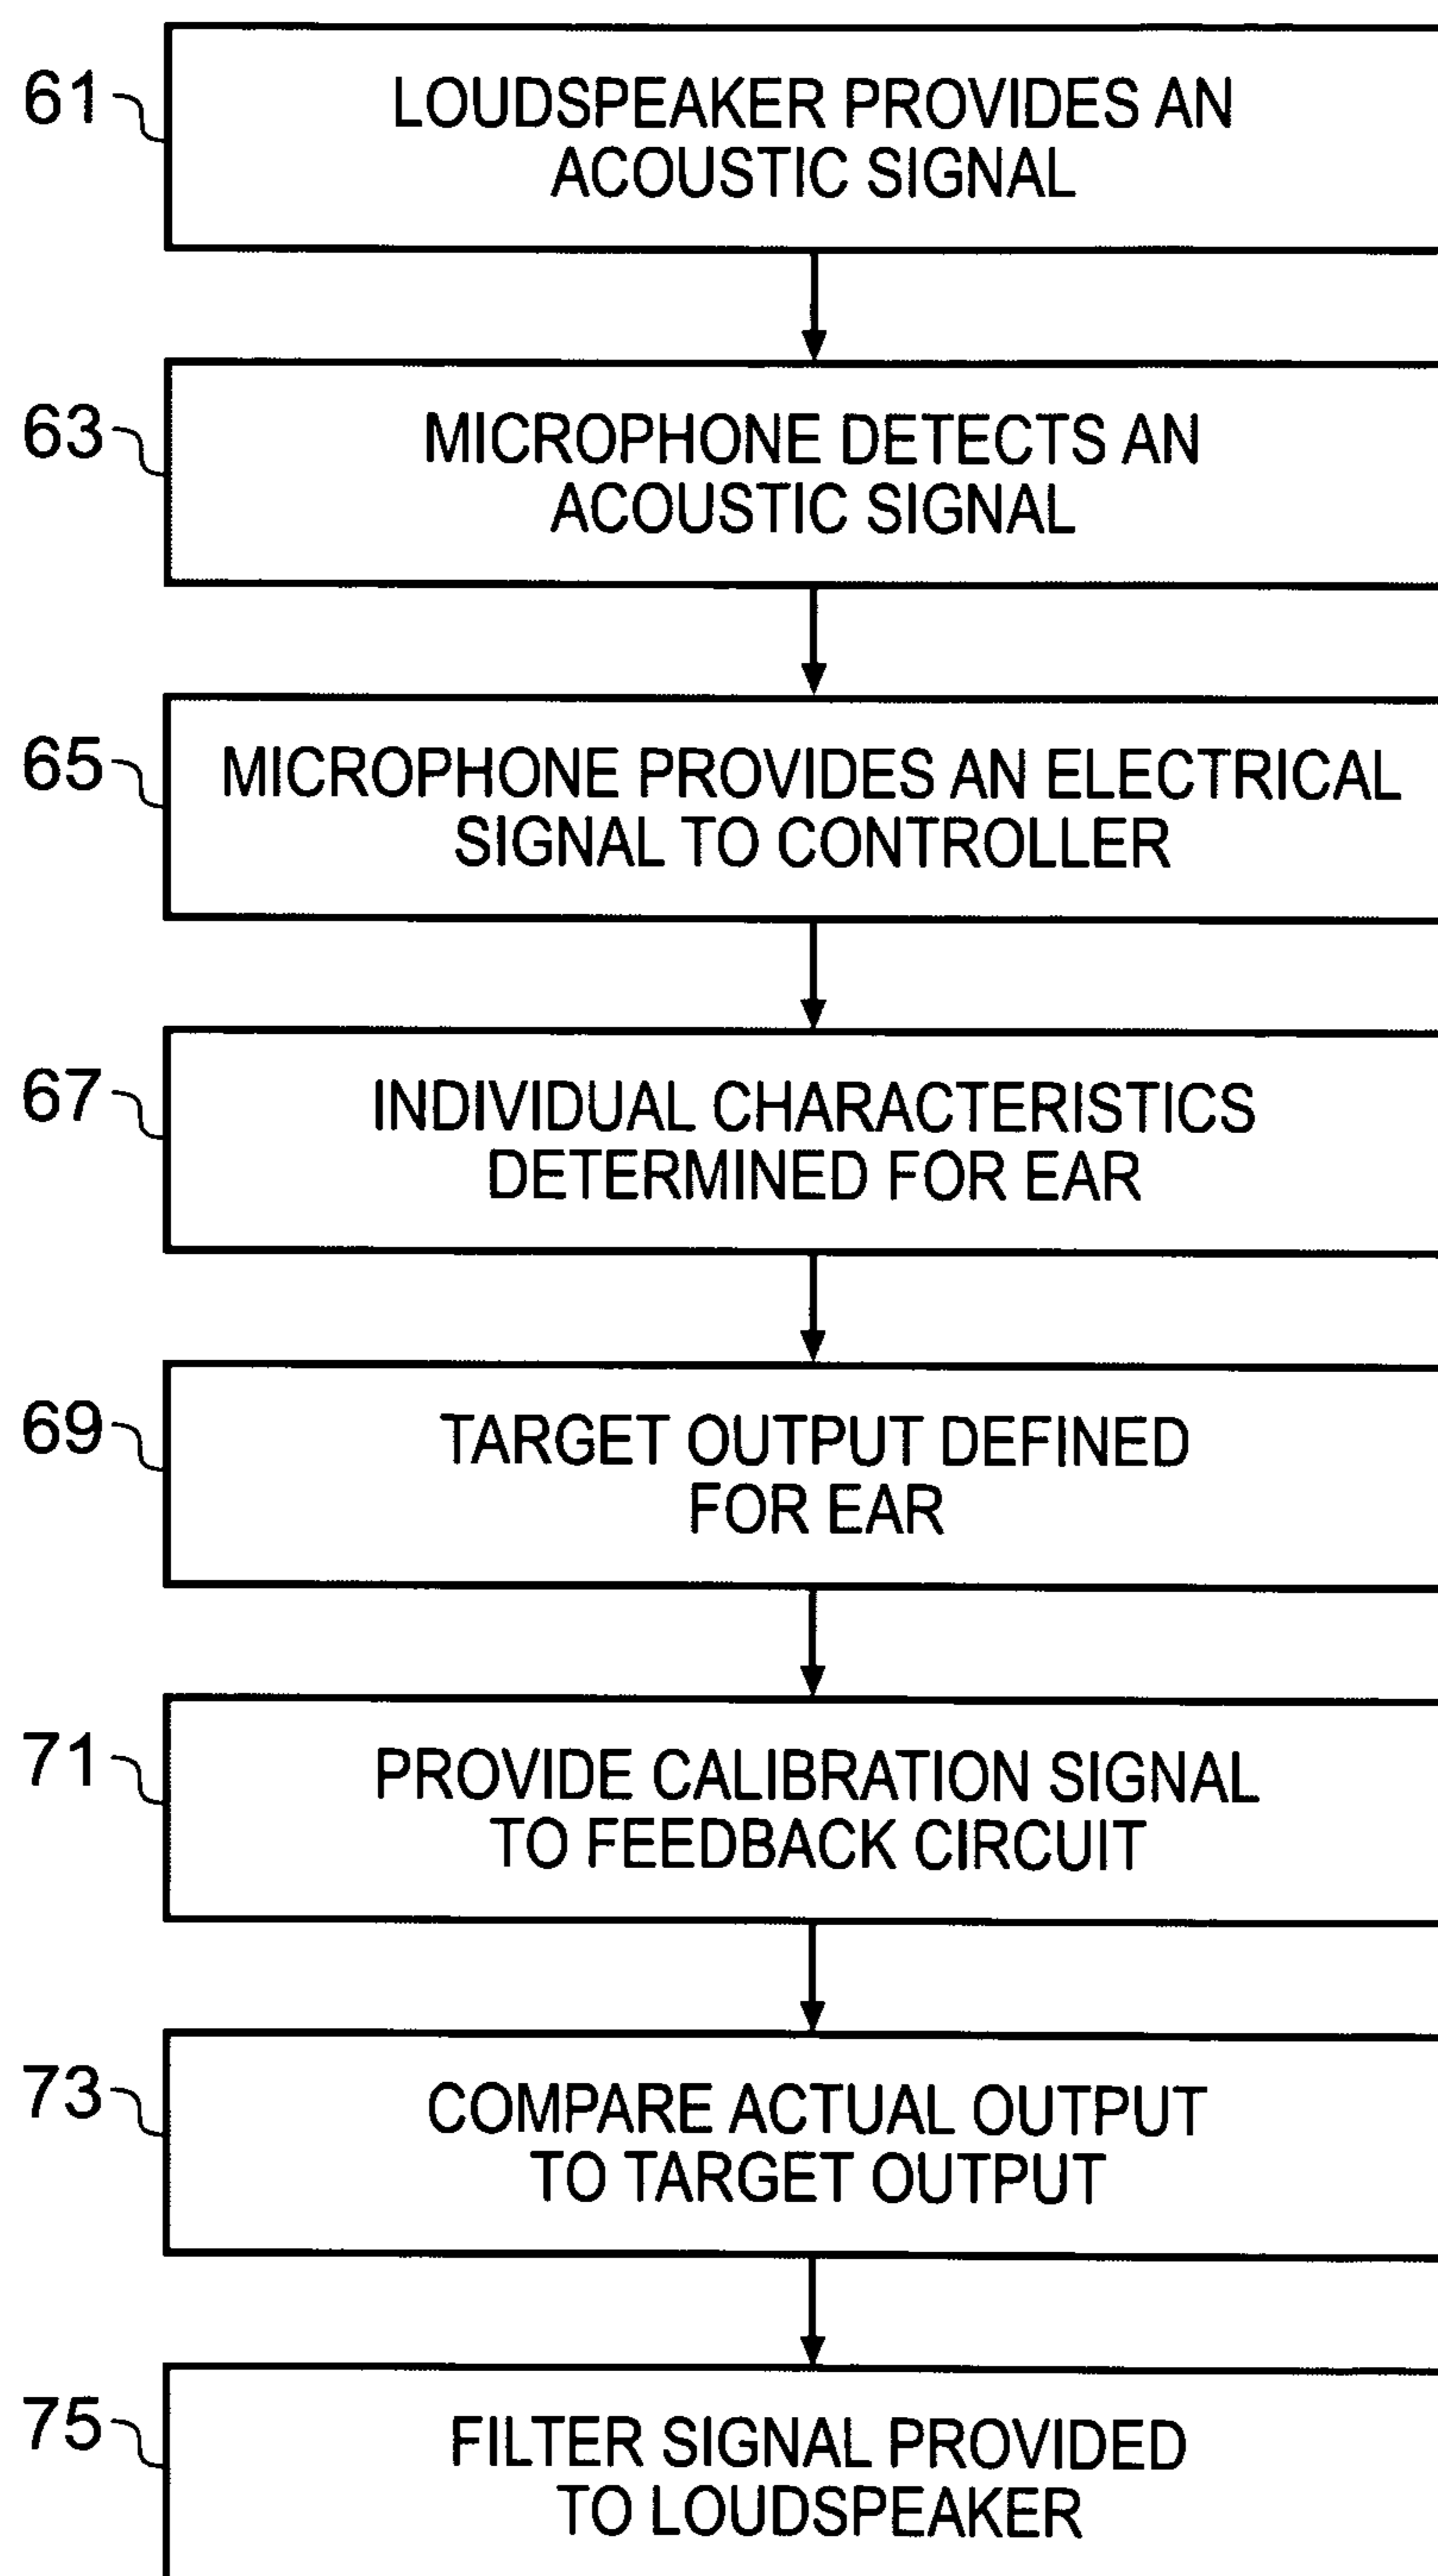 61
LOUDSPEAKER PROVIDES AN
ACOUSTIC SIGNAL
63
MICROPHONE DETECTS AN
ACOUSTIC SIGNAL
65
MICROPHONE PROVIDES AN ELECTRICAL
SIGNAL TO CONTROLLER
67
INDIVIDUAL CHARACTERISTICS
DETERMINED FOR EAR
69
TARGET OUTPUT DEFINED
FOR EAR
71
PROVIDE CALIBRATION SIGNAL
TO FEEDBACK CIRCUIT
73
COMPARE ACTUAL OUTPUT
TO TARGET OUTPUT
75
FILTER SIGNAL PROVIDED
TO LOUDSPEAKER